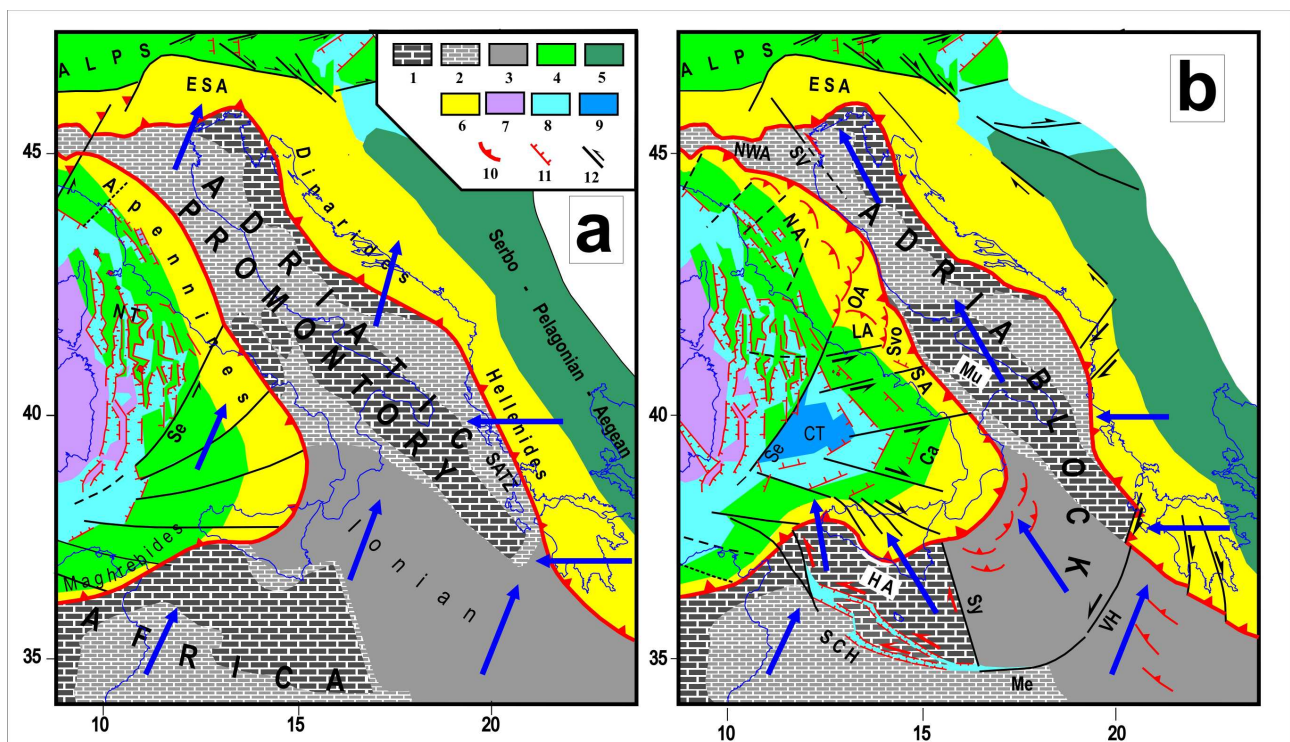 ALPS
ESA
1 2 3 4 5
6 7 8 9
10 11 12
a
45
40
35
10 15 20
Dinarides
Apennines
ADRIATIC
PROMONTORY
Serbo - Pelagonian - Aegean
Hellenides
NT
Se
SATZ
Ionian
Maghrebides
AFRICA
ALPS
ESA
b
45
40
35
10 15 20
NWA
SV
NA
ADRIA BLOCK
OA
LA
Svo
SA
Mu
CT
Se
Ca
HA
Sy
SCH
VH
Me